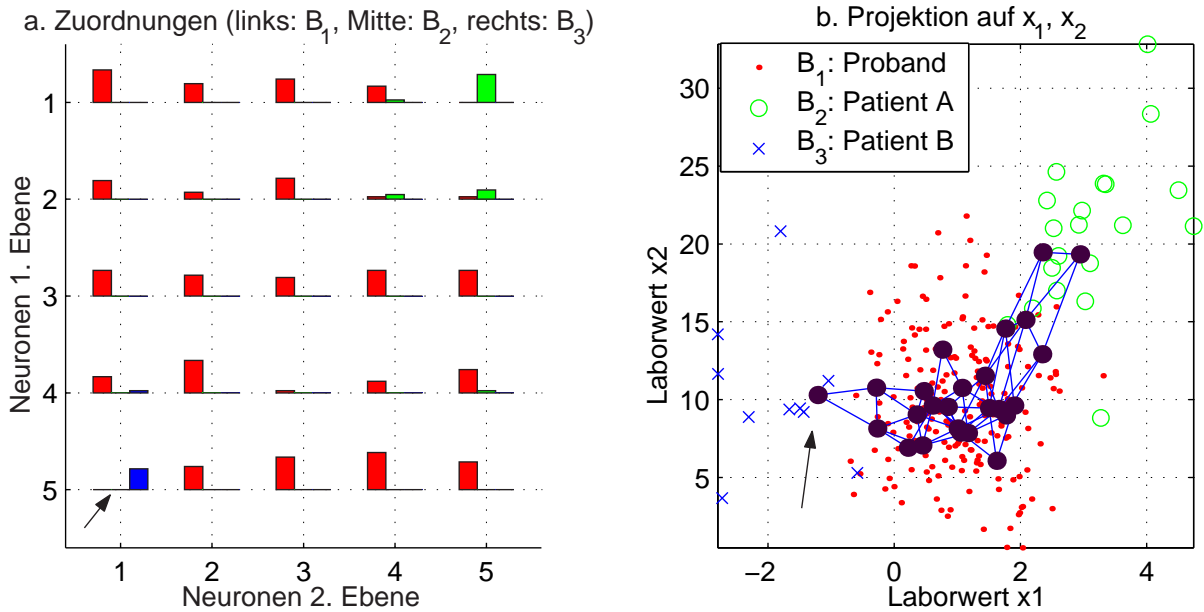 a. Zuordnungen (links: B₁, Mitte: B₂, rechts: B₃)
1
2
3
4
5
Neuronen 1. Ebene
1 2 3 4 5
Neuronen 2. Ebene
b. Projektion auf x₁, x₂
B₁: Proband
B₂: Patient A
B₃: Patient B
30
25
20
15
10
5
Laborwert x2
−2 0 2 4
Laborwert x1